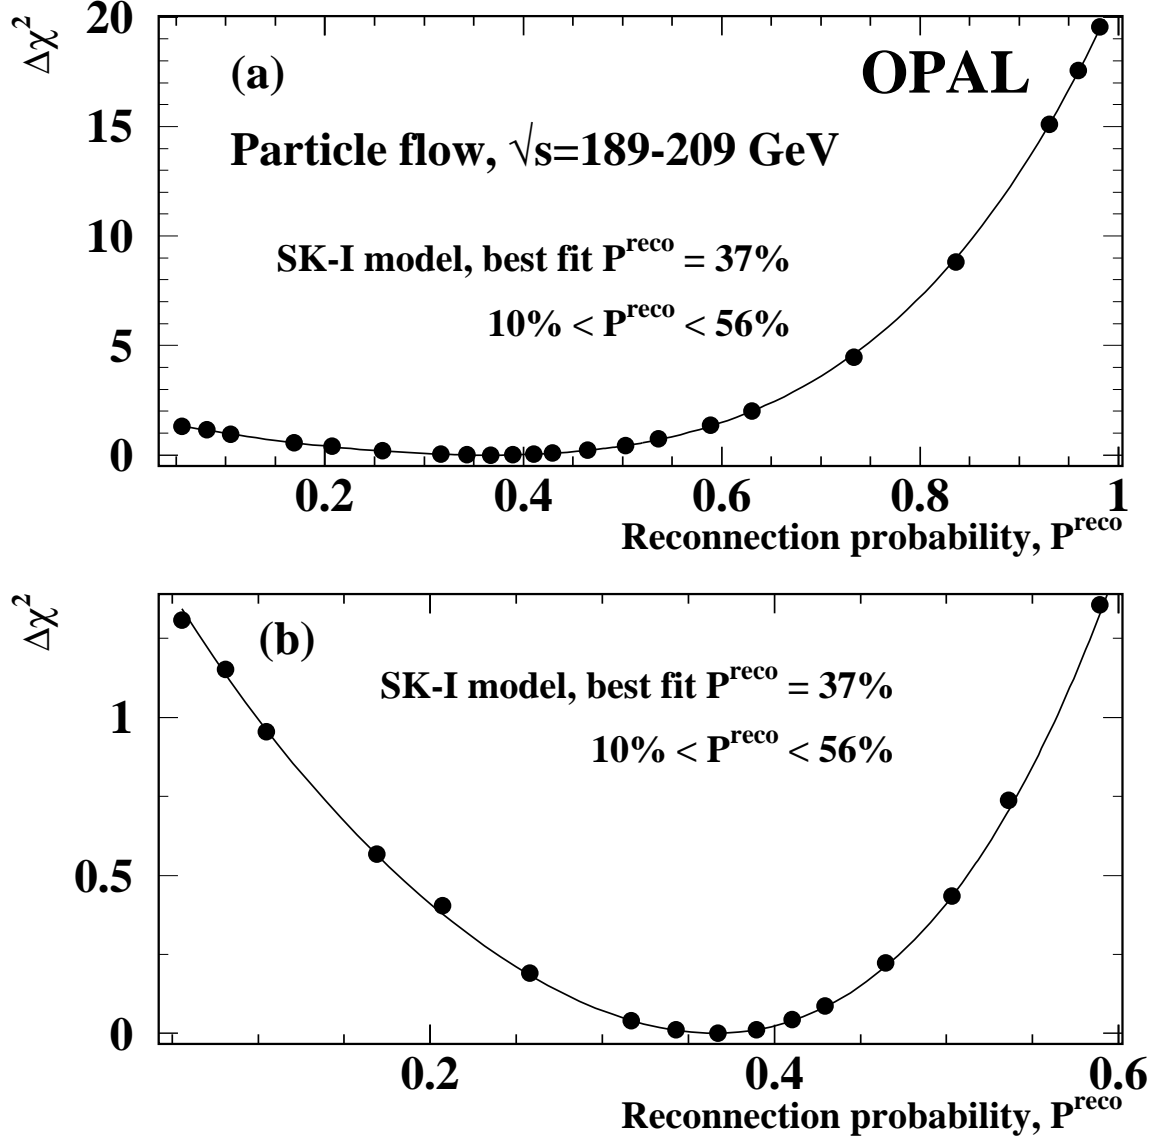 Δχ²
20
15
10
5
0
(a)
OPAL
Particle flow, √s=189-209 GeV
SK-I model, best fit P^reco = 37%
10% < P^reco < 56%
0.2 0.4 0.6 0.8 1
Reconnection probability, P^reco
Δχ²
1
0.5
0
(b)
SK-I model, best fit P^reco = 37%
10% < P^reco < 56%
0.2 0.4 0.6
Reconnection probability, P^reco